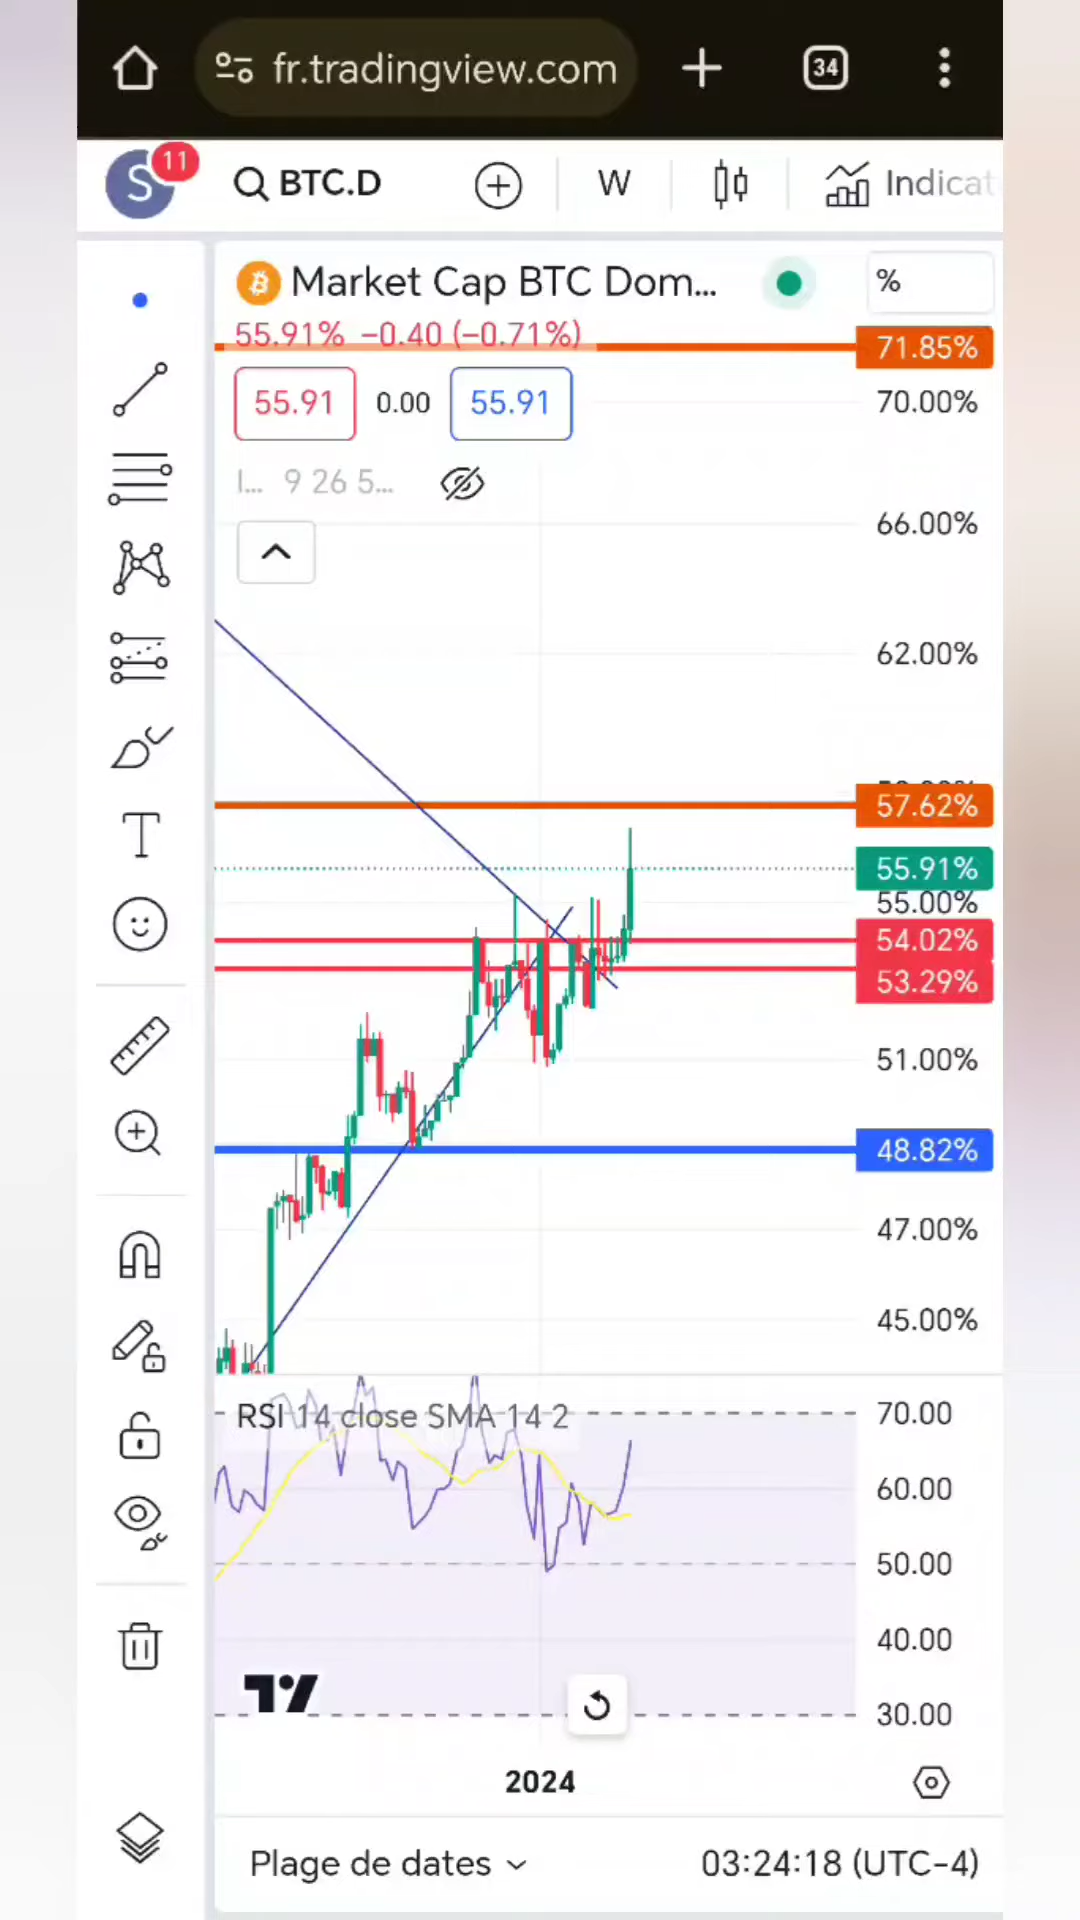 fr.tradingview.com
34
S
11
BTC.D
W
Indicat
Market Cap BTC Dom...
%
55.91% −0.40 (−0.71%)
71.85%
55.91
0.00
55.91
70.00%
I... 9 26 5...
66.00%
62.00%
57.62%
55.91%
55.00%
54.02%
53.29%
51.00%
48.82%
47.00%
45.00%
RSI 14 close SMA 14 2
70.00
60.00
50.00
40.00
30.00
2024
Plage de dates
03:24:18 (UTC−4)